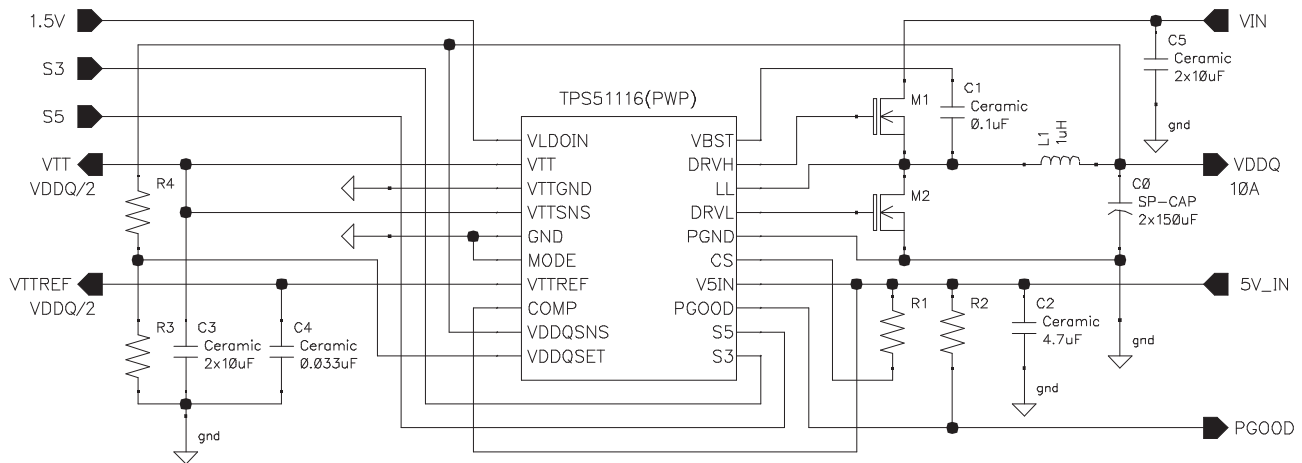 1.5V
S3
S5
VTT
VDDQ/2
VTTREF
VDDQ/2
R4
R3
C3
Ceramic
2x10uF
C4
Ceramic
0.033uF
gnd
TPS51116(PWP)
VLDOIN
VTT
VTTGND
VTTSNS
GND
MODE
VTTREF
COMP
VDDQSNS
VDDQSET
VBST
DRVH
LL
DRVL
PGND
CS
V5IN
PGOOD
S5
S3
M1
M2
C1
Ceramic
0.1uF
L1
1uH
C5
Ceramic
2x10uF
gnd
VIN
VDDQ
10A
C0
SP-CAP
2x150uF
gnd
R1
R2
C2
Ceramic
4.7uF
gnd
5V_IN
PGOOD